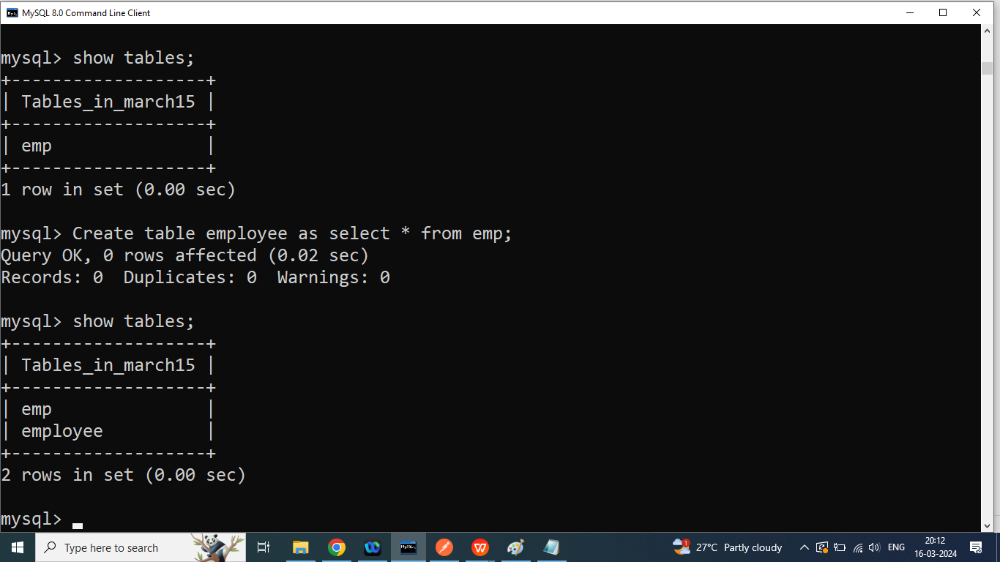 MySQL 8.0 Command Line Client
mysql> show tables;
+-------------------+
| Tables_in_march15 |
+-------------------+
| emp               |
+-------------------+
1 row in set (0.00 sec)
mysql> Create table employee as select * from emp;
Query OK, 0 rows affected (0.02 sec)
Records: 0  Duplicates: 0  Warnings: 0
mysql> show tables;
+-------------------+
| Tables_in_march15 |
+-------------------+
| emp               |
| employee          |
+-------------------+
2 rows in set (0.00 sec)
mysql>
Type here to search
MySQL
W
1
27°C Partly cloudy
ENG
20:12
16-03-2024